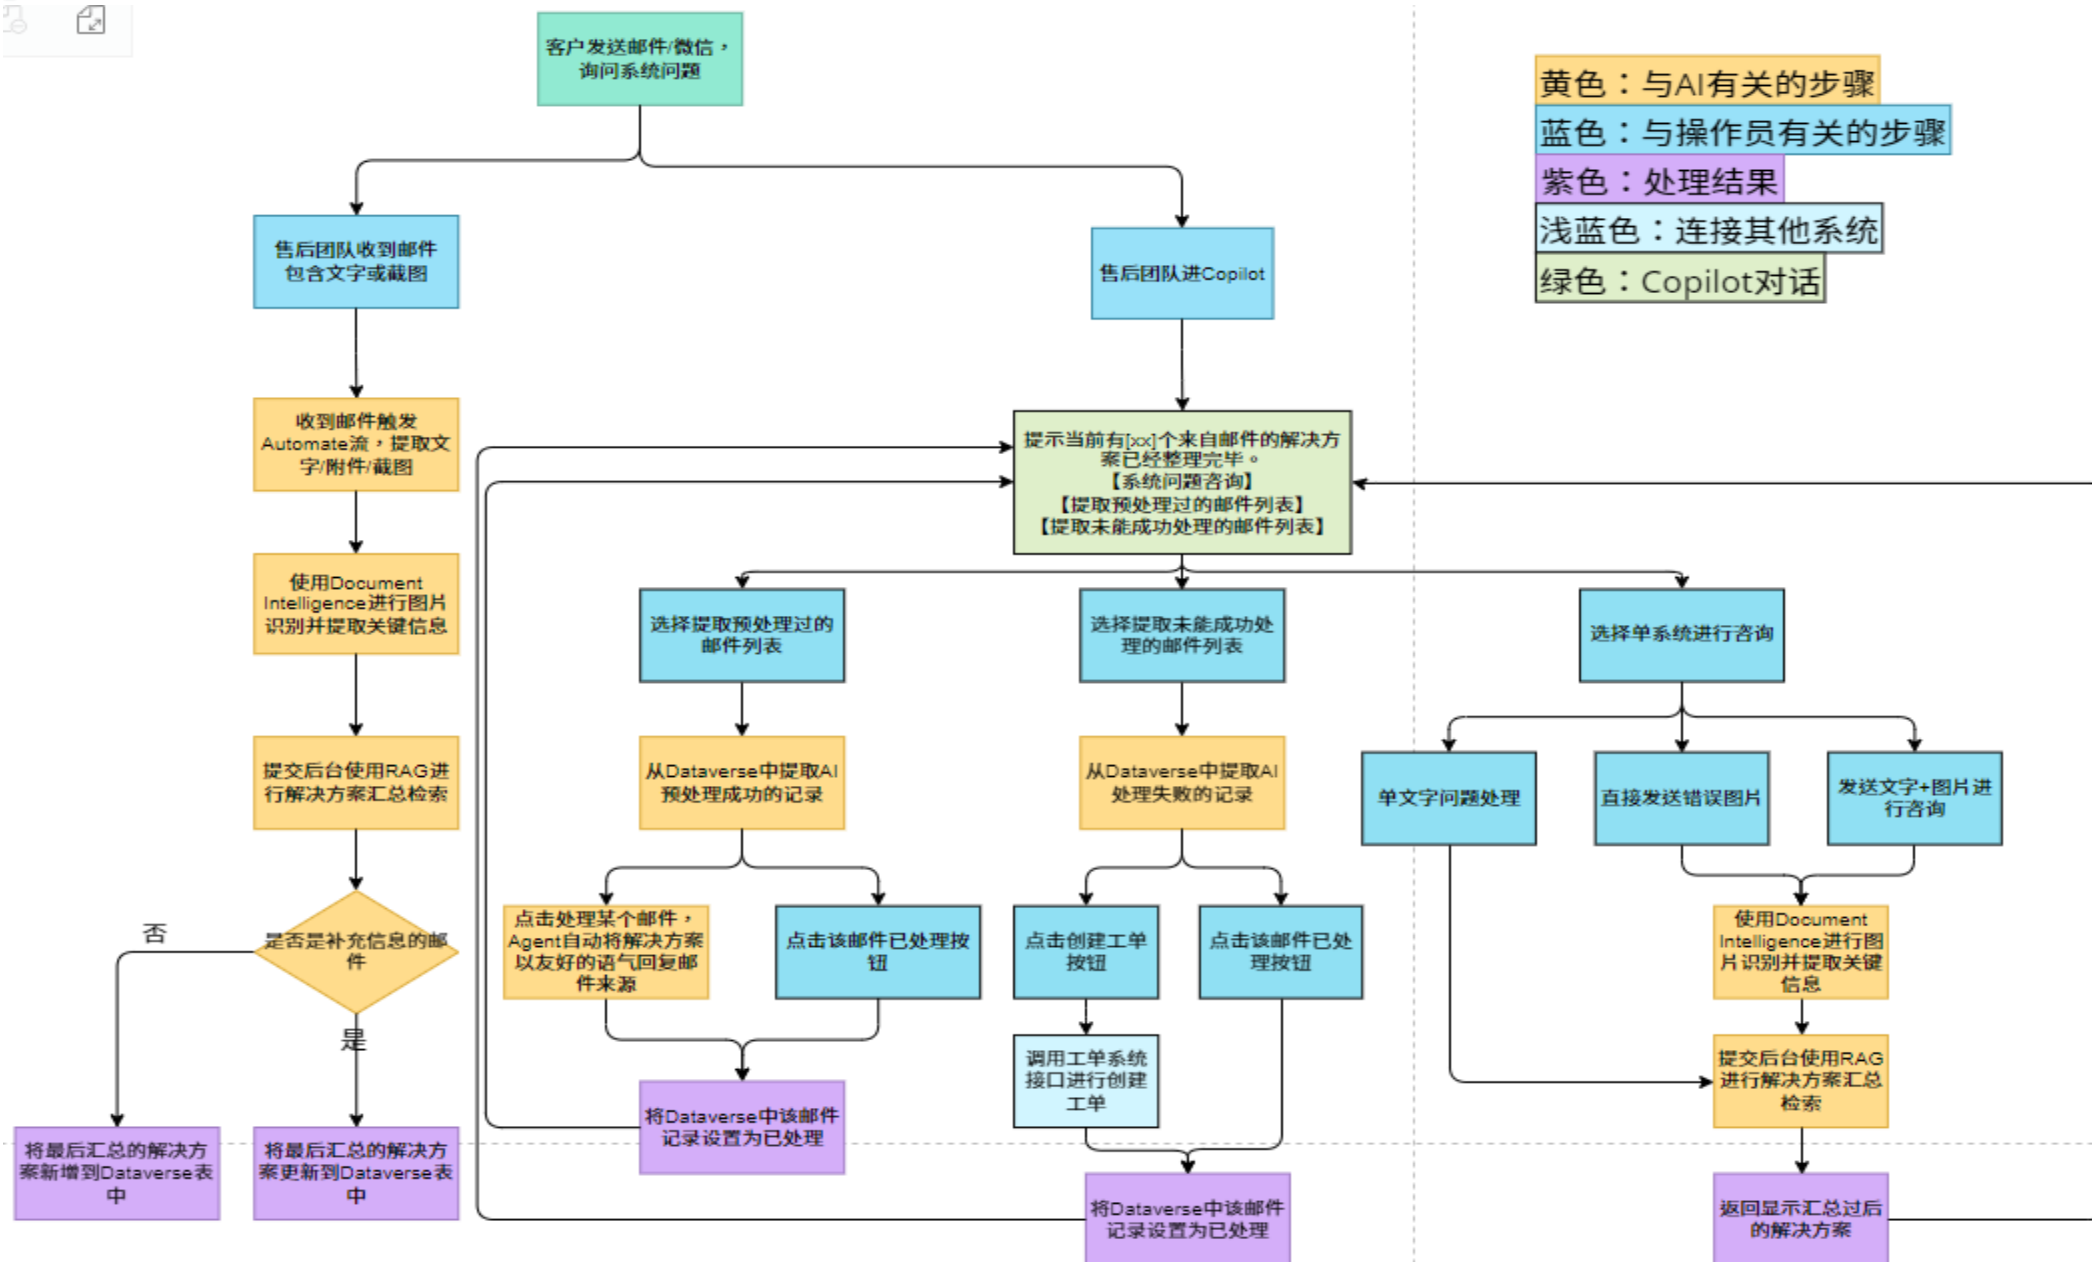 客户发送邮件/微信，
询问系统问题
黄色：与AI有关的步骤
蓝色：与操作员有关的步骤
紫色：处理结果
浅蓝色：连接其他系统
绿色：Copilot对话
售后团队收到邮件
包含文字或截图
售后团队进Copilot
收到邮件触发
Automate流，提取文
字/附件/截图
提示当前有[xx]个来自邮件的解决方
案已经整理完毕。
【系统问题咨询】
【提取预处理过的邮件列表】
【提取未能成功处理的邮件列表】
使用Document
Intelligence进行图片
识别并提取关键信息
选择提取预处理过的
邮件列表
选择提取未能成功处
理的邮件列表
选择单系统进行咨询
提交后台使用RAG进
行解决方案汇总检索
从Dataverse中提取AI
预处理成功的记录
从Dataverse中提取AI
处理失败的记录
单文字问题处理
直接发送错误图片
发送文字+图片进
行咨询
否
是否是补充信息的邮
件
是
点击处理某个邮件，
Agent自动将解决方案
以友好的语气回复邮
件来源
点击该邮件已处理按
钮
点击创建工单
按钮
点击该邮件已处
理按钮
使用Document
Intelligence进行图
片识别并提取关键
信息
调用工单系统
接口进行创建
工单
提交后台使用RAG
进行解决方案汇总
检索
将最后汇总的解决方
案新增到Dataverse表
中
将最后汇总的解决方
案更新到Dataverse表
中
将Dataverse中该邮件
记录设置为已处理
将Dataverse中该邮件
记录设置为已处理
返回显示汇总过后
的解决方案